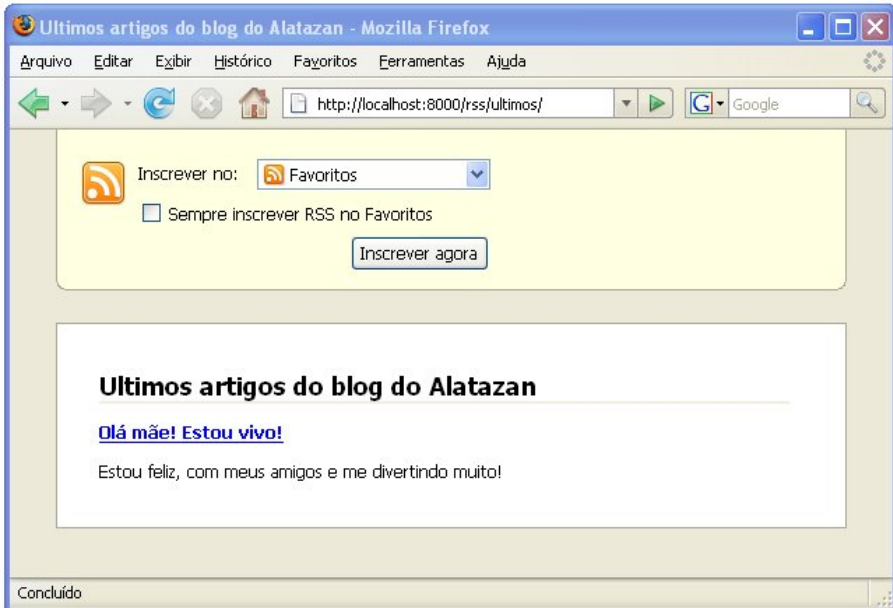 Ultimos artigos do blog do Alatazan - Mozilla Firefox
Arquivo Editar Exibir Histórico Favoritos Ferramentas Ajuda
http://localhost:8000/rss/ultimos/ G Google
Inscrever no: Favoritos
Sempre inscrever RSS no Favoritos
Inscrever agora
Ultimos artigos do blog do Alatazan
Olá mãe! Estou vivo!
Estou feliz, com meus amigos e me divertindo muito!
Concluído